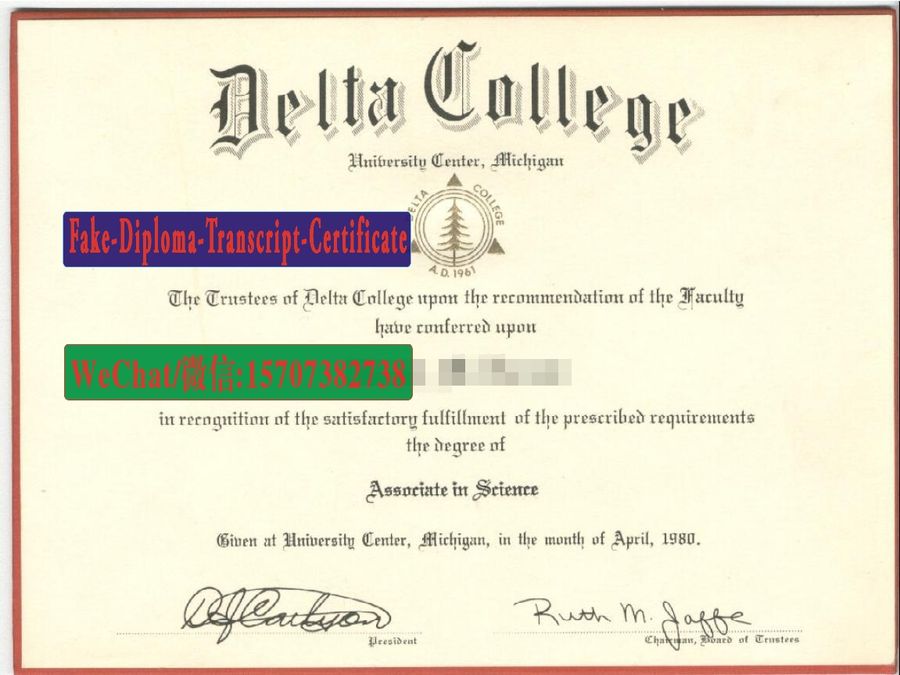 Delta College
University Center, Michigan
DELTA COLLEGE
A.D. 1961
Fake-Diploma-Transcript-Certificate
The Trustees of Delta College upon the recommendation of the Faculty
have conferred upon
WeChat/微信:15707382738
in recognition of the satisfactory fulfillment of the prescribed requirements
the degree of
Associate in Science
Given at University Center, Michigan, in the month of April, 1980.
Ruth M. Jaffe
President
Chairman, Board of Trustees